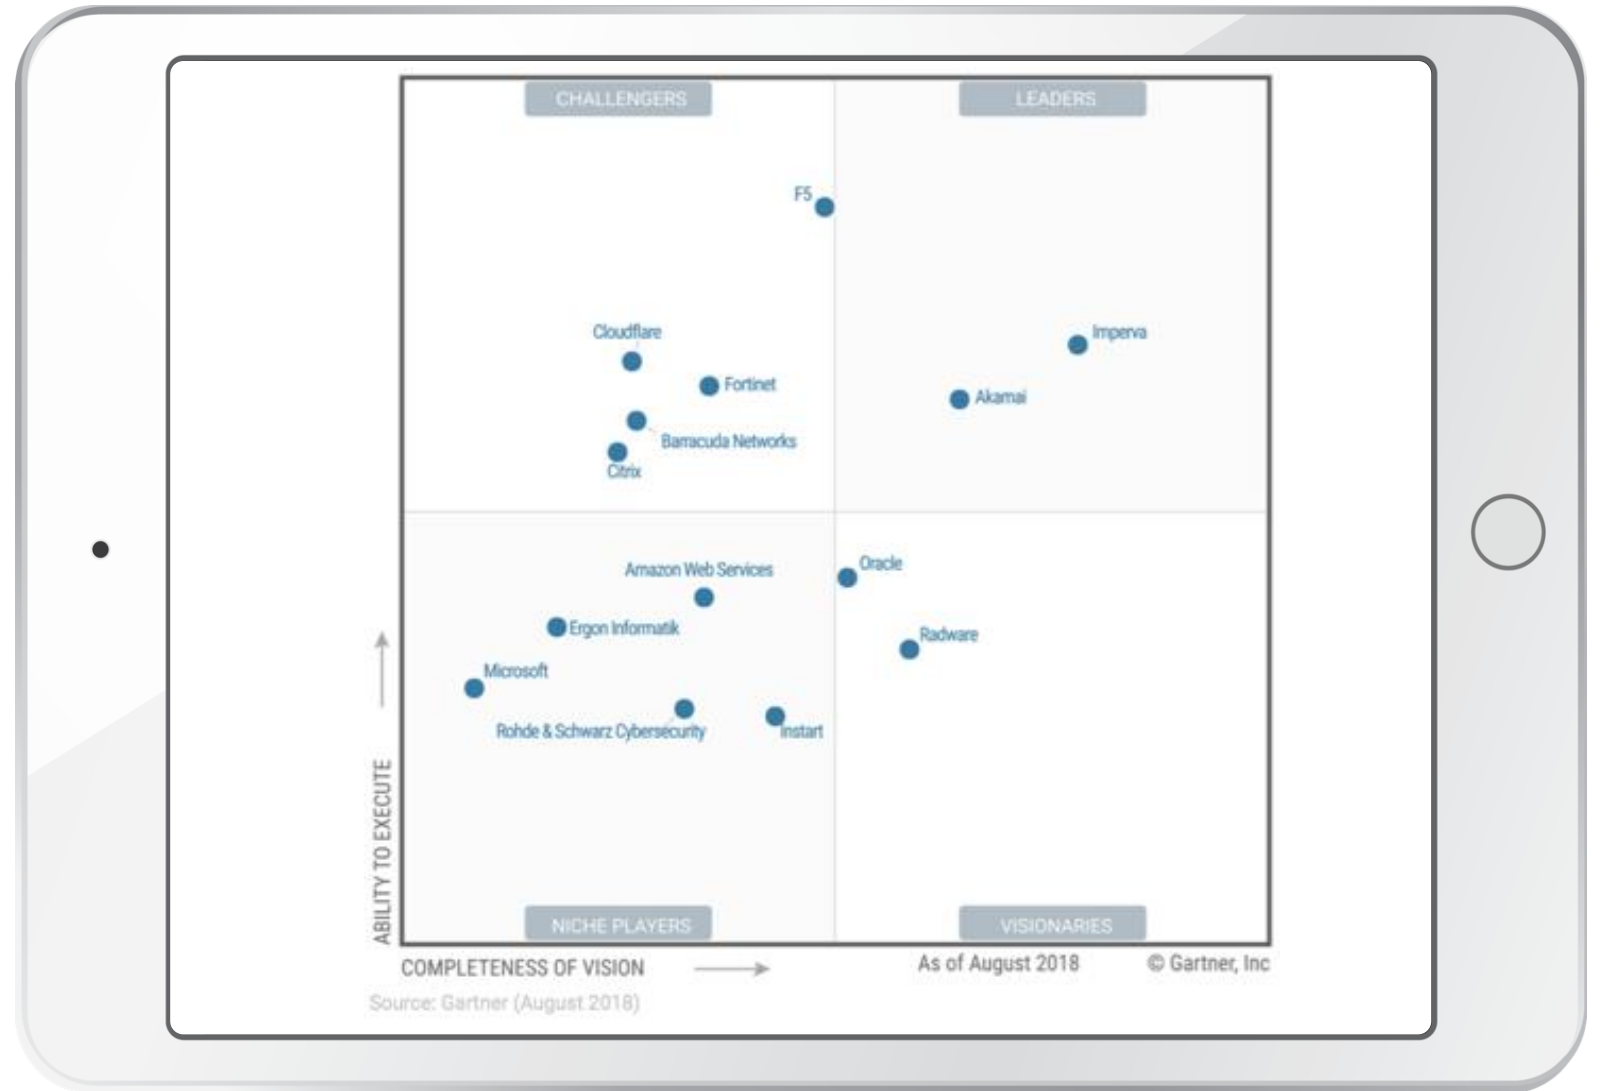 CHALLENGERS
LEADERS
F5
Cloudflare
Imperva
Fortinet
Akamai
Barracuda Networks
Citrix
Oracle
Amazon Web Services
Ergon Informatik
Radware
Microsoft
Rohde & Schwarz Cybersecurity
Instart
ABILITY TO EXECUTE
NICHE PLAYERS
VISIONARIES
COMPLETENESS OF VISION
As of August 2018
© Gartner, Inc
Source: Gartner (August 2018)